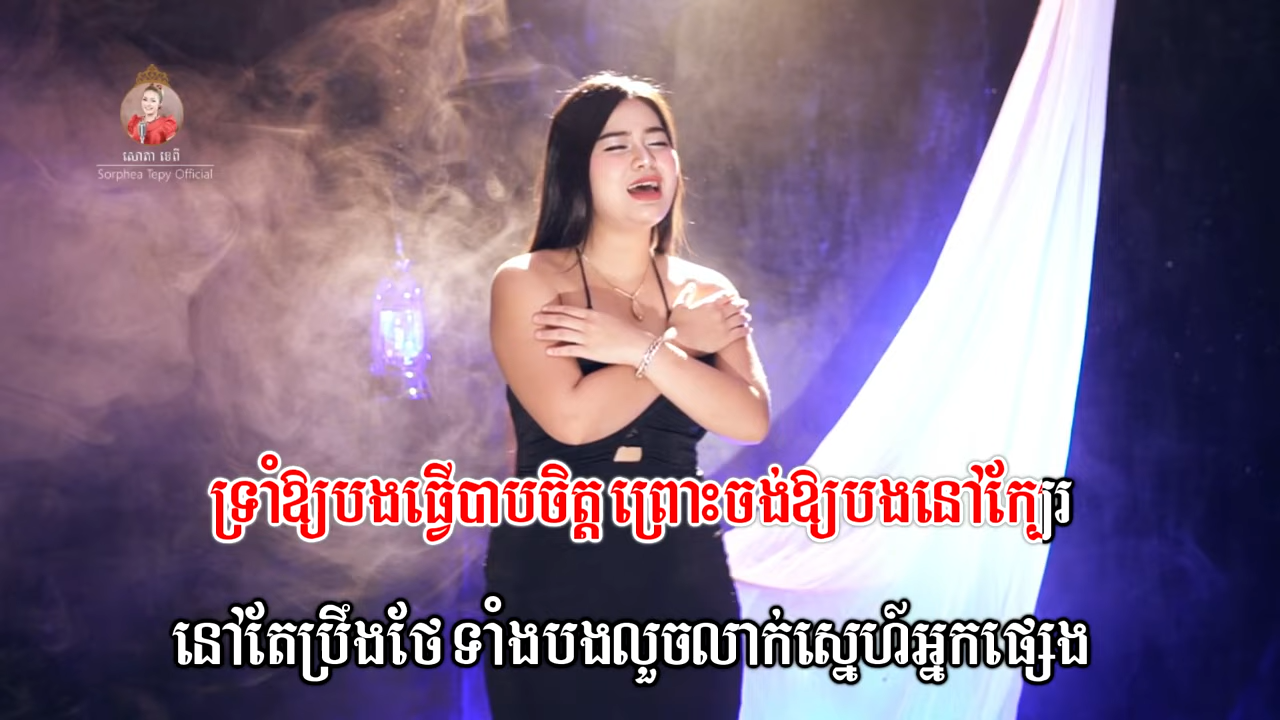 សោភា ទេពី
Sorphea Tepy Official
ទ្រាំឱ្យបងធ្វើបាបចិត្ត ព្រោះចង់ឱ្យបងនៅក្បែរ
នៅតែប្រឹងថែ ទាំងបងលួចលាក់ស្នេហ៍អ្នកផ្សេង